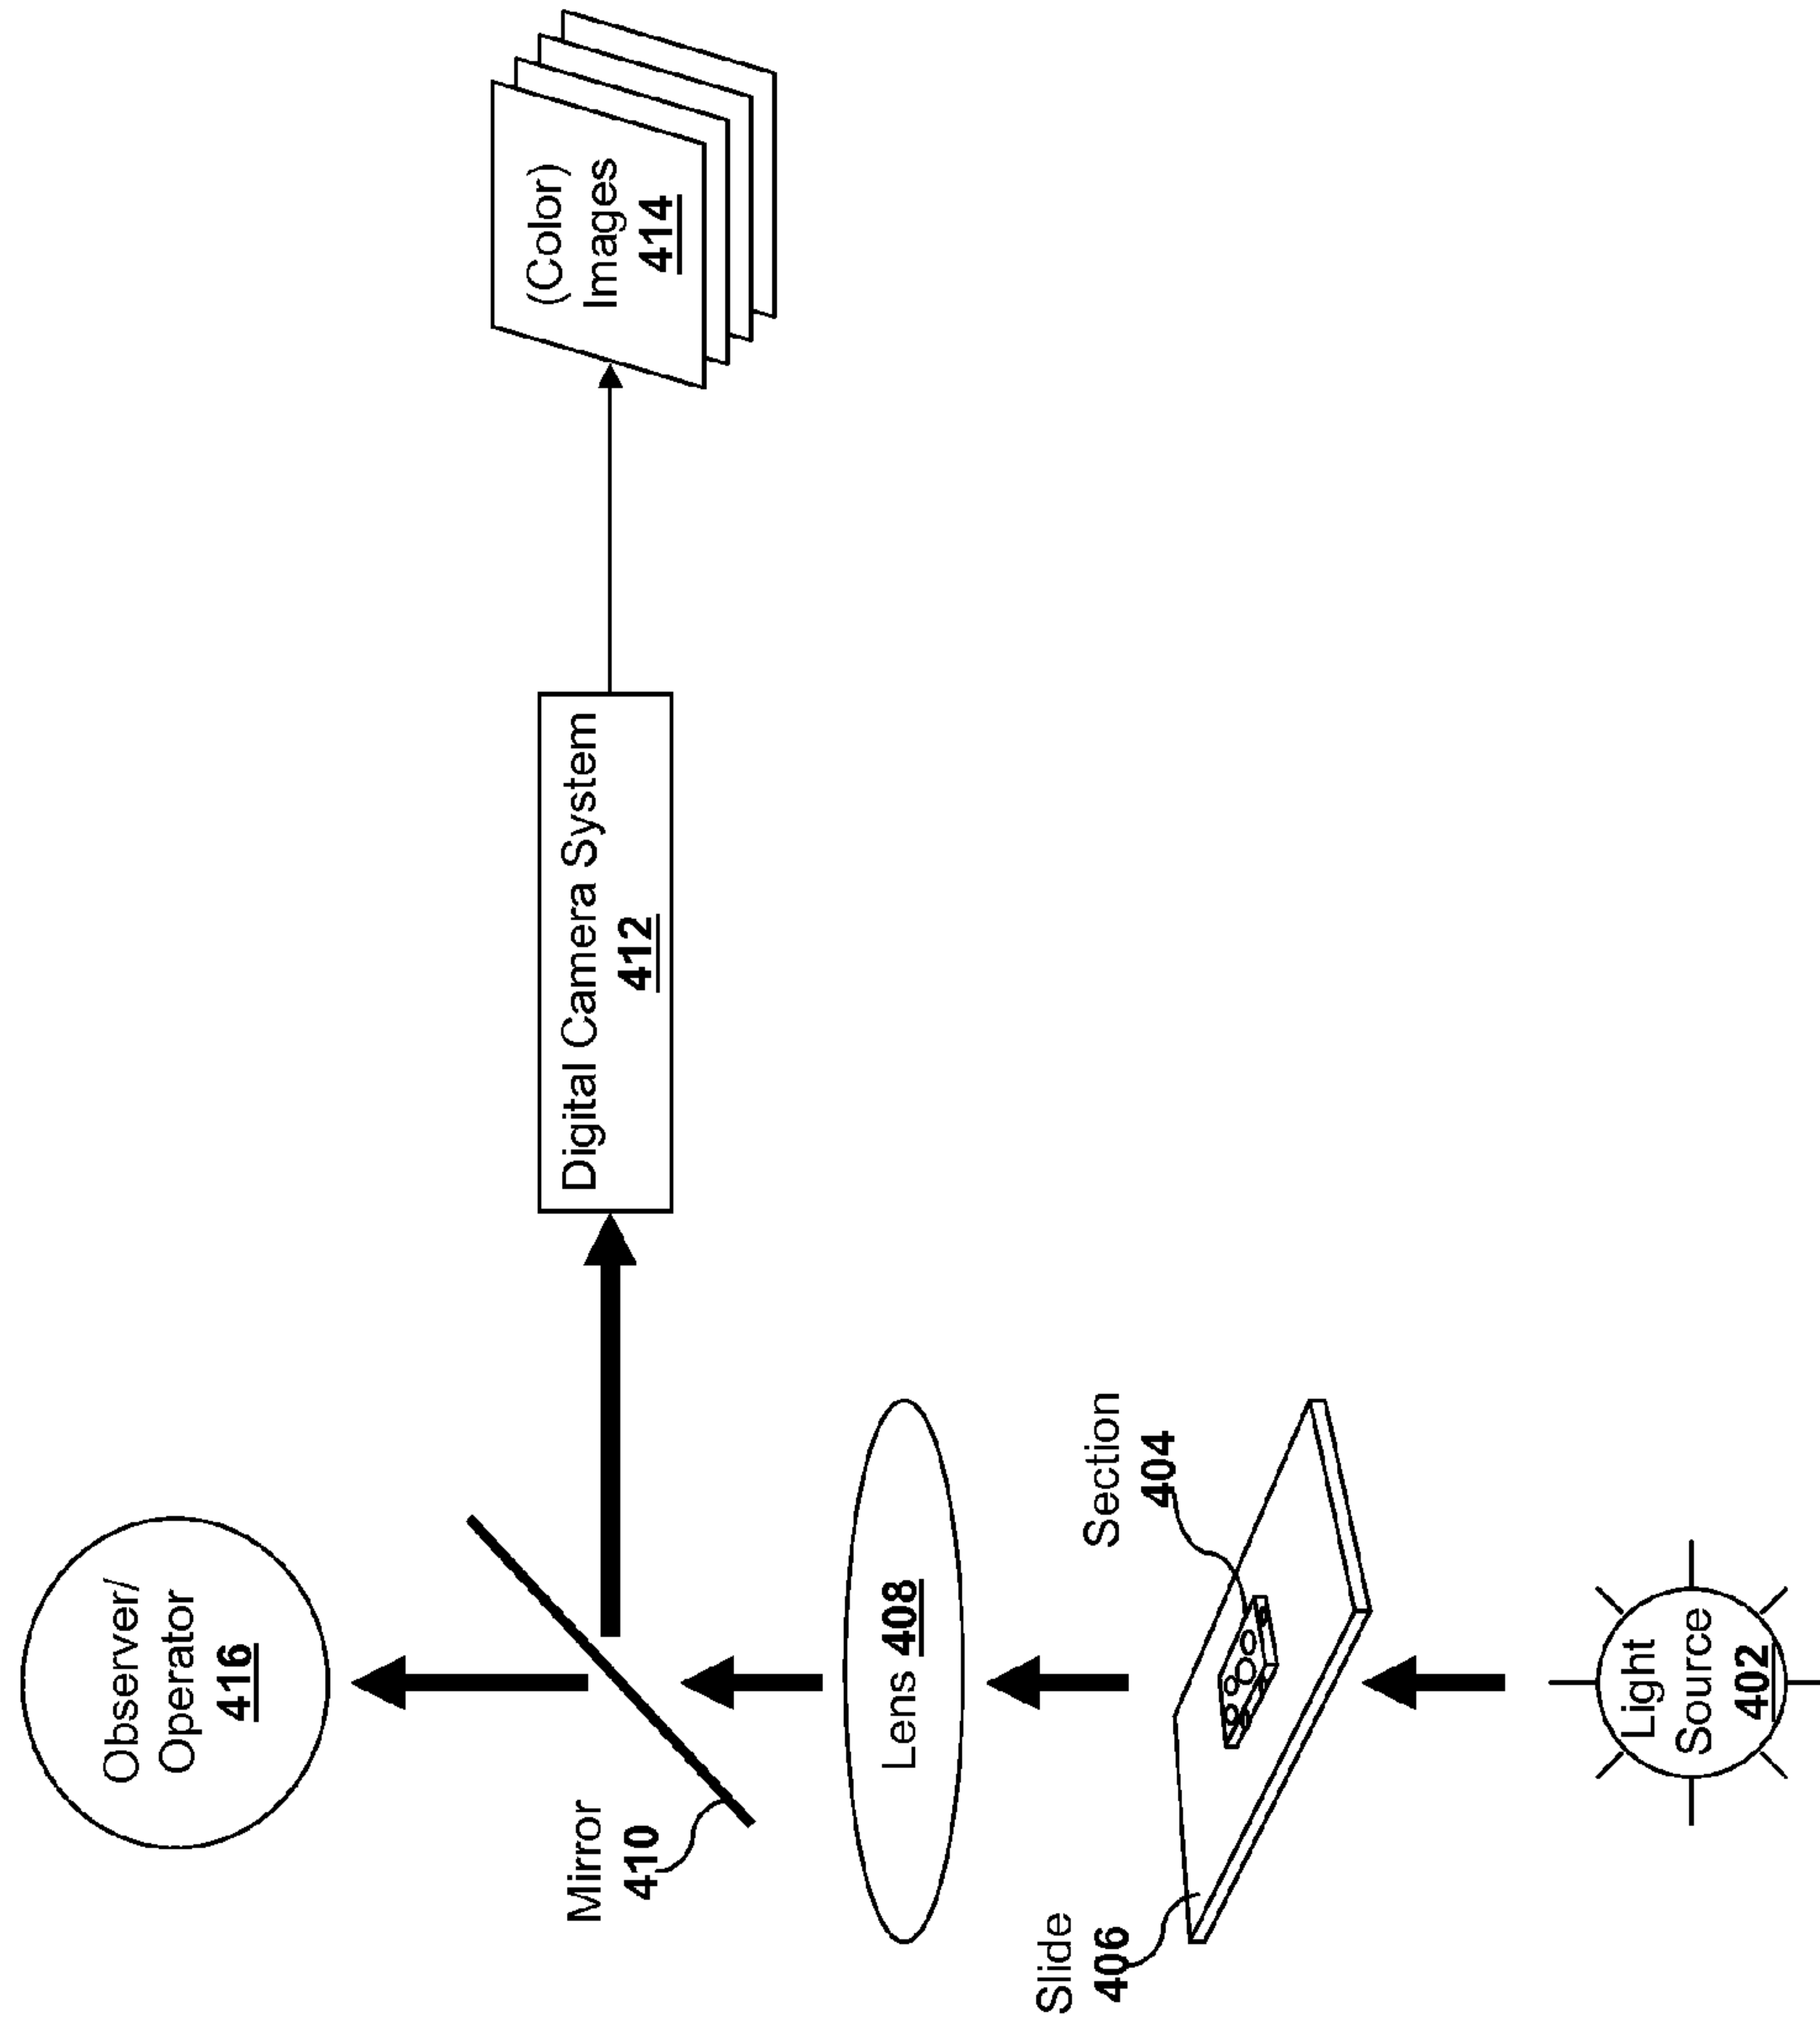 Observer/
Operator
416
Mirror
410
Digital Camera System
412
(Color)
Images
414
Lens 408
Section
404
Slide
406
Light
Source
402